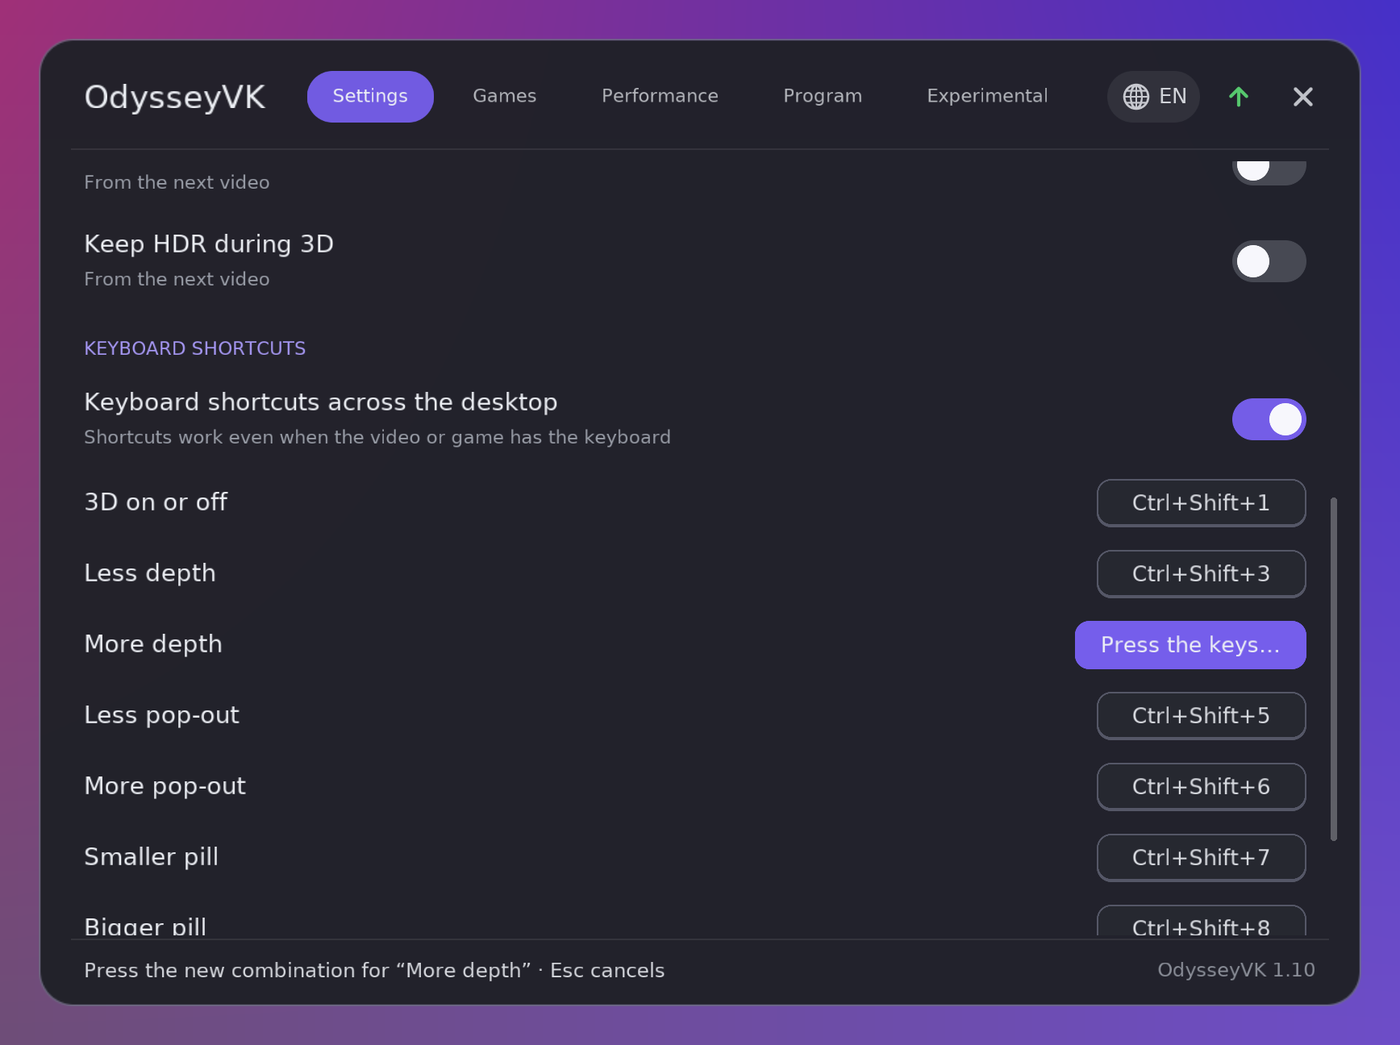 OdysseyVK
Settings
Games
Performance
Program
Experimental
EN
From the next video
Keep HDR during 3D
From the next video
KEYBOARD SHORTCUTS
Keyboard shortcuts across the desktop
Shortcuts work even when the video or game has the keyboard
3D on or off
Ctrl+Shift+1
Less depth
Ctrl+Shift+3
More depth
Press the keys…
Less pop-out
Ctrl+Shift+5
More pop-out
Ctrl+Shift+6
Smaller pill
Ctrl+Shift+7
Bigger pill
Ctrl+Shift+8
Press the new combination for “More depth” · Esc cancels
OdysseyVK 1.10